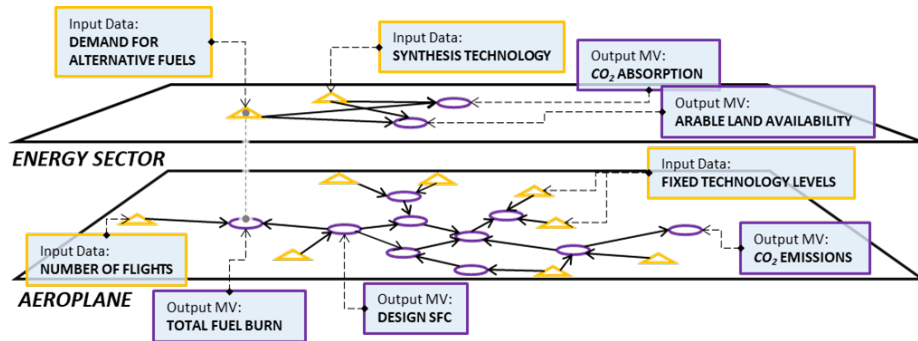 Input Data:
DEMAND FOR
ALTERNATIVE FUELS
Input Data:
SYNTHESIS TECHNOLOGY
Output MV:
CO2 ABSORPTION
Output MV:
ARABLE LAND AVAILABILITY
ENERGY SECTOR
Input Data:
FIXED TECHNOLOGY LEVELS
Input Data:
NUMBER OF FLIGHTS
Output MV:
CO2 EMISSIONS
AEROPLANE
Output MV:
TOTAL FUEL BURN
Output MV:
DESIGN SFC